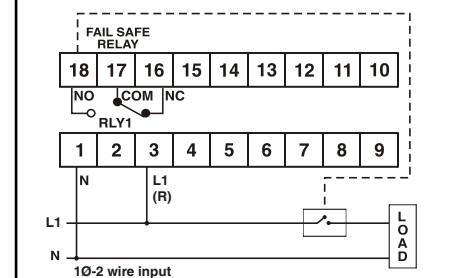 FAIL SAFE
RELAY
18 17 16 15 14 13 12 11 10
NO COM NC
RLY1
1 2 3 4 5 6 7 8 9
N L1
(R)
L1
N
LOAD
1Ø-2 wire input